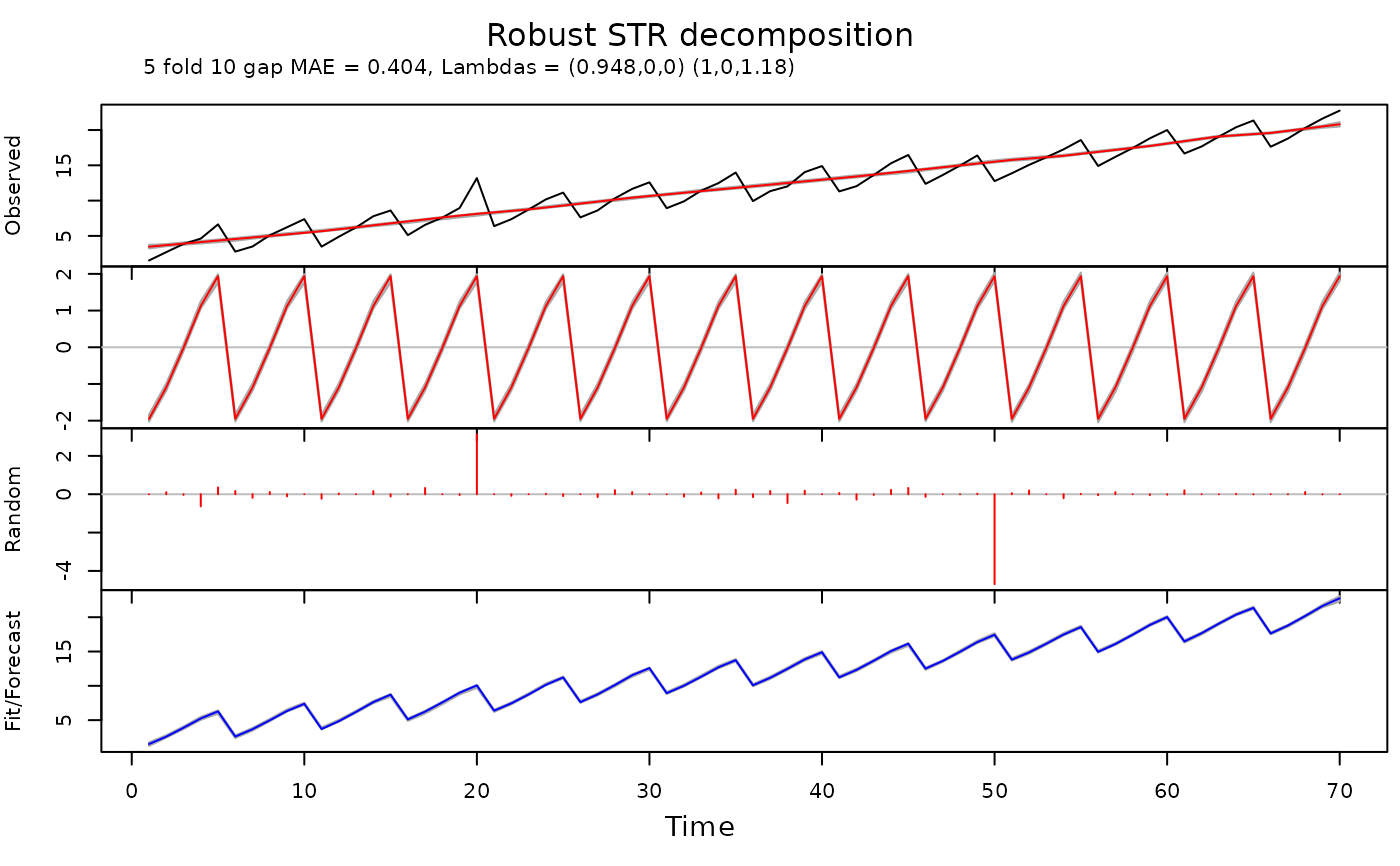 Robust STR decomposition
5 fold 10 gap MAE = 0.404, Lambdas = (0.948,0,0) (1,0,1.18)
Observed
15
5
2
1
0
-2
Random
2
0
-4
Fit/Forecast
15
5
0 10 20 30 40 50 60 70
Time